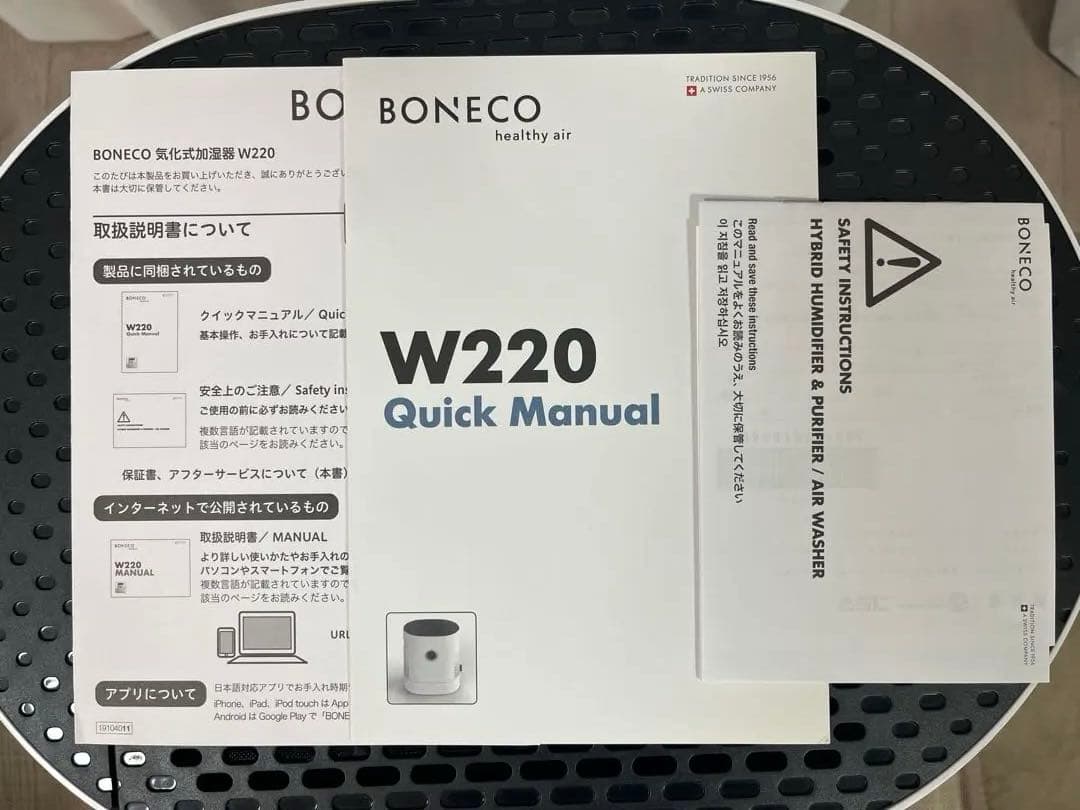 BO
BONECO 気化式加湿器 W220
このたびは本製品をお買い上げいただき、誠にありがとうござい
本書は大切に保管してください。
取扱説明書について
製品に同梱されているもの
BONECO
W220
Quick Manual
クイックマニュアル／ Quic
基本操作、お手入れについて記載
安全上のご注意／ Safety ins
ご使用の前に必ずお読みください
複数言語が記載されていますので
該当のページをお読みください。
保証書、アフターサービスについて（本書）
インターネットで公開されているもの
BONECO
W220
MANUAL
取扱説明書／ MANUAL
より詳しい使いかたやお手入れの
パソコンやスマートフォンでご覧
複数言語が記載されていますので
該当のページをお読みください。
URL
アプリについて
日本語対応アプリでお手入れ時期
iPhone、iPad、iPod touch は App
Android は Google Play で「BONE
19104011
BONECO
healthy air
TRADITION SINCE 1956
A SWISS COMPANY
W220
Quick Manual
BONECO
healthy air
SAFETY INSTRUCTIONS
HYBRID HUMIDIFIER & PURIFIER / AIR WASHER
Read and save these instructions
このマニュアルをよくお読みのうえ、大切に保管してください
이 지침을 읽고 저장하십시오
TRADITION SINCE 1956
A SWISS COMPANY